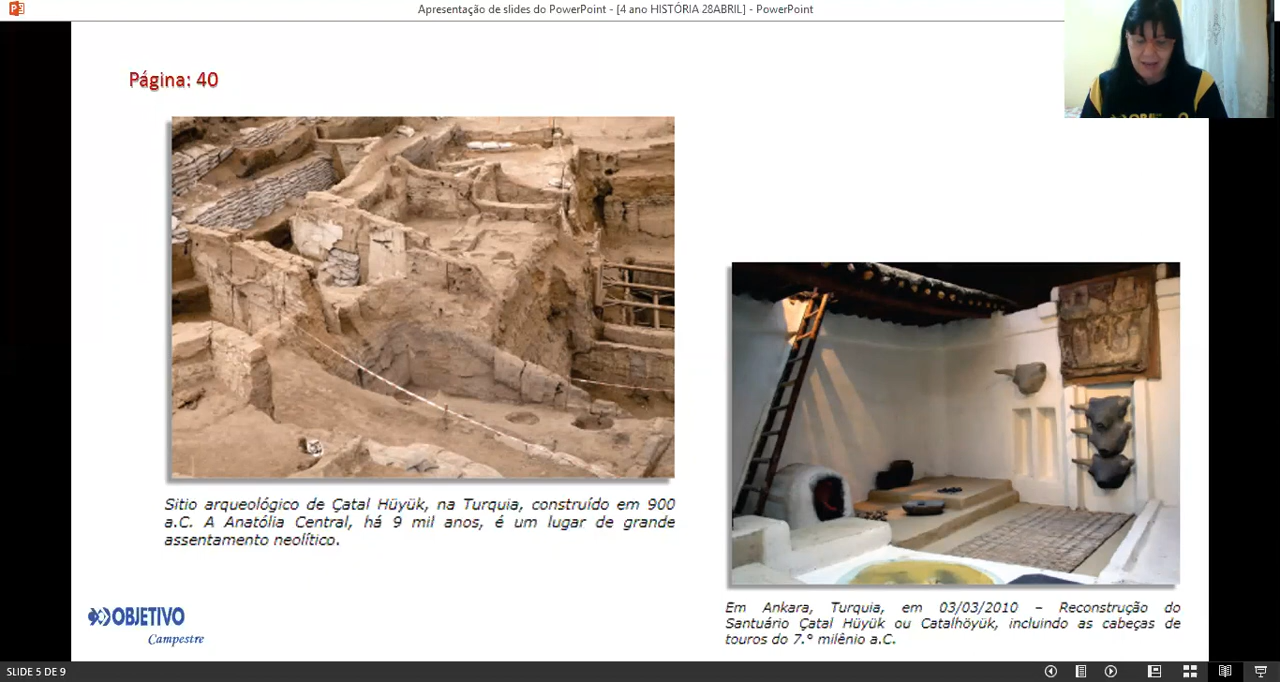 Apresentação de slides do PowerPoint - [4 ano HISTÓRIA 28ABRIL] - PowerPoint
Página: 40
Sitio arqueológico de Çatal Hüyük, na Turquia, construído em 900
a.C. A Anatólia Central, há 9 mil anos, é um lugar de grande
assentamento neolítico.
Em Ankara, Turquia, em 03/03/2010 – Reconstrução do
Santuário Çatal Hüyük ou Catalhöyük, incluindo as cabeças de
touros do 7.º milênio a.C.
OBJETIVO
Campestre
SLIDE 5 DE 9